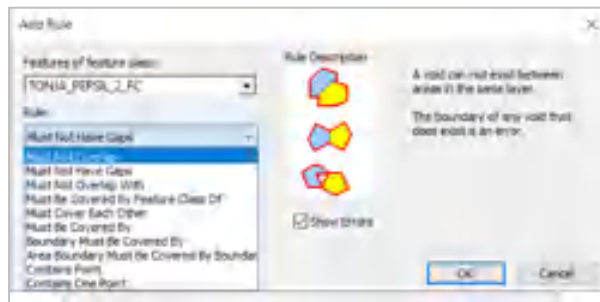 Add Rule
Features of feature class:
TONJA_PEPSIL_2_FC
Rule:
Must Not Have Gaps
Must Not Overlap
Must Not Have Gaps
Must Not Overlap With
Must Be Covered By Feature Class Of
Must Cover Each Other
Must Be Covered By
Boundary Must Be Covered By
Area Boundary Must Be Covered By Boundar
Contains Point
Contains One Point
Rule Description
A void can not exist between
areas in the same layer.
The boundary of any void that
does exist is an error.
Show Errors
OK
Cancel